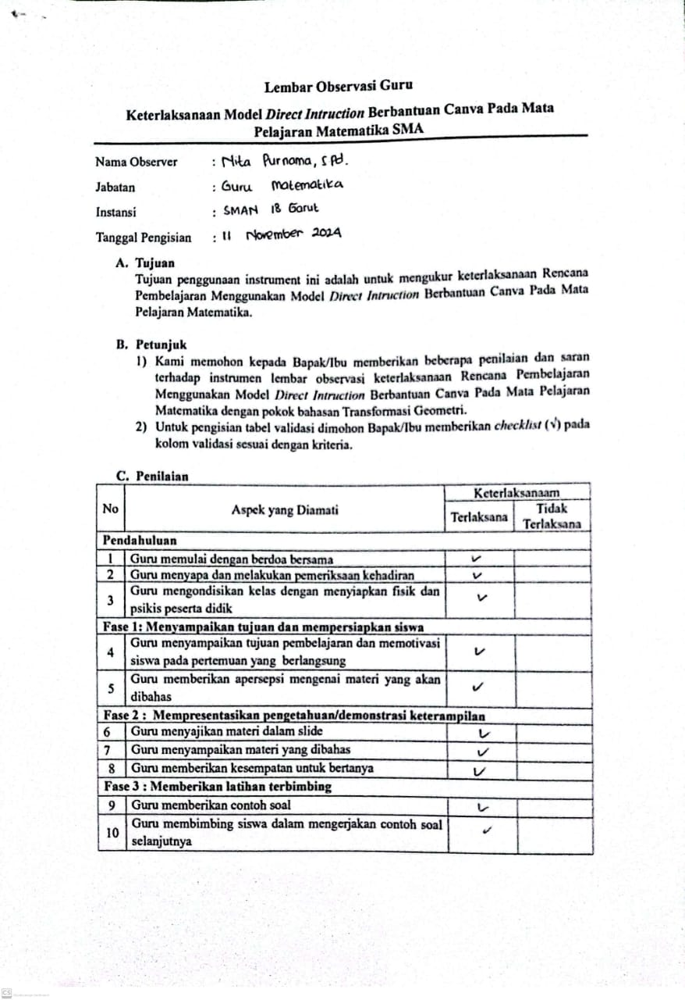 Lembar Observasi Guru
Keterlaksanaan Model Direct Intruction Berbantuan Canva Pada Mata
Pelajaran Matematika SMA
Nama Observer : Nita Purnama, S.Pd.
Jabatan : Guru Matematika
Instansi : SMAN 18 Garut
Tanggal Pengisian : 11 November 2024
A. Tujuan
Tujuan penggunaan instrument ini adalah untuk mengukur keterlaksanaan Rencana
Pembelajaran Menggunakan Model Direct Intruction Berbantuan Canva Pada Mata
Pelajaran Matematika.
B. Petunjuk
1) Kami memohon kepada Bapak/Ibu memberikan beberapa penilaian dan saran
terhadap instrumen lembar observasi keterlaksanaan Rencana Pembelajaran
Menggunakan Model Direct Intruction Berbantuan Canva Pada Mata Pelajaran
Matematika dengan pokok bahasan Transformasi Geometri.
2) Untuk pengisian tabel validasi dimohon Bapak/Ibu memberikan checklist (√) pada
kolom validasi sesuai dengan kriteria.
C. Penilaian
No Aspek yang Diamati Keterlaksanaam
Terlaksana Tidak
Terlaksana
Pendahuluan
1 Guru memulai dengan berdoa bersama ✓
2 Guru menyapa dan melakukan pemeriksaan kehadiran ✓
3 Guru mengondisikan kelas dengan menyiapkan fisik dan ✓
psikis peserta didik
Fase 1: Menyampaikan tujuan dan mempersiapkan siswa
4 Guru menyampaikan tujuan pembelajaran dan memotivasi ✓
siswa pada pertemuan yang berlangsung
5 Guru memberikan apersepsi mengenai materi yang akan ✓
dibahas
Fase 2 : Mempresentasikan pengetahuan/demonstrasi keterampilan
6 Guru menyajikan materi dalam slide ✓
7 Guru menyampaikan materi yang dibahas ✓
8 Guru memberikan kesempatan untuk bertanya ✓
Fase 3 : Memberikan latihan terbimbing
9 Guru memberikan contoh soal ✓
10 Guru membimbing siswa dalam mengerjakan contoh soal ✓
selanjutnya
CS